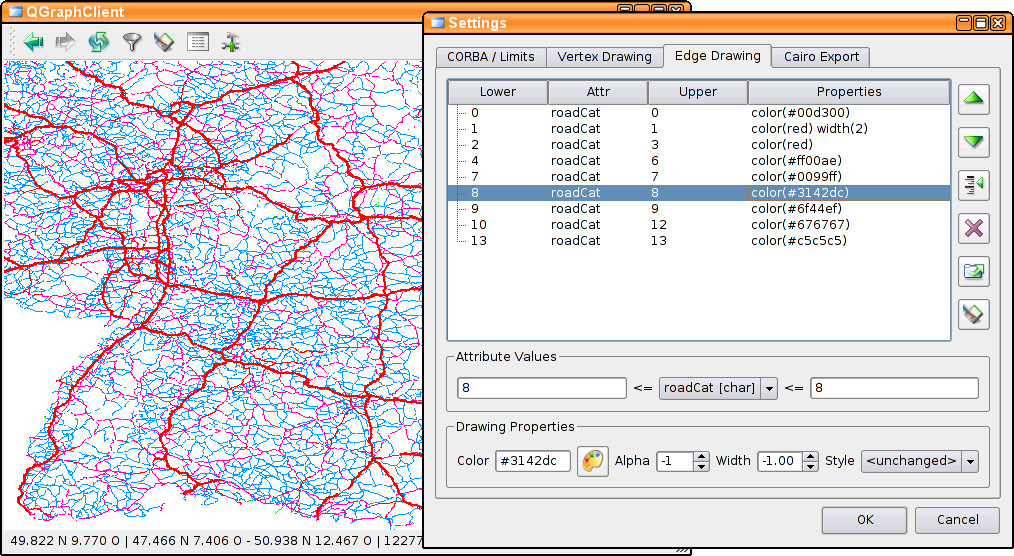 QGraphClient
Settings
CORBA / Limits Vertex Drawing Edge Drawing Cairo Export
Lower Attr Upper Properties
0 roadCat 0 color(#00d300)
1 roadCat 1 color(red) width(2)
2 roadCat 3 color(red)
4 roadCat 6 color(#ff00ae)
7 roadCat 7 color(#0099ff)
8 roadCat 8 color(#3142dc)
9 roadCat 9 color(#6f44ef)
10 roadCat 12 color(#676767)
13 roadCat 13 color(#c5c5c5)
Attribute Values
8 <= roadCat [char] <= 8
Drawing Properties
Color #3142dc Alpha -1 Width -1.00 Style <unchanged>
OK Cancel
49.822 N 9.770 O | 47.466 N 7.406 O - 50.938 N 12.467 O | 12277